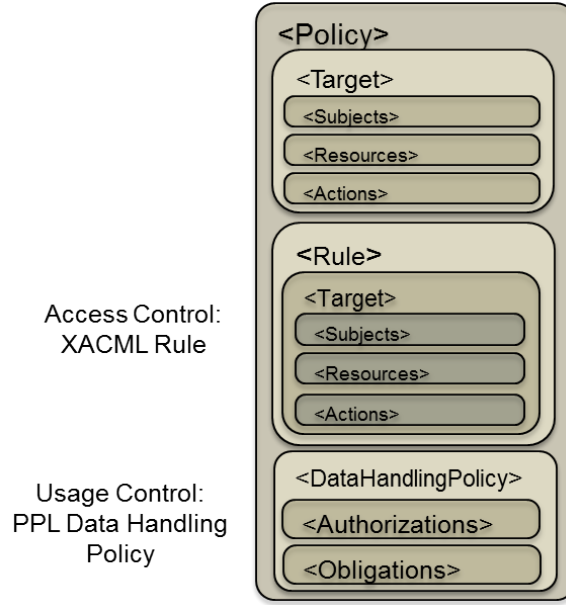 <Policy>
<Target>
<Subjects>
<Resources>
<Actions>
<Rule>
<Target>
<Subjects>
<Resources>
<Actions>
Access Control:
XACML Rule
<DataHandlingPolicy>
<Authorizations>
<Obligations>
Usage Control:
PPL Data Handling
Policy